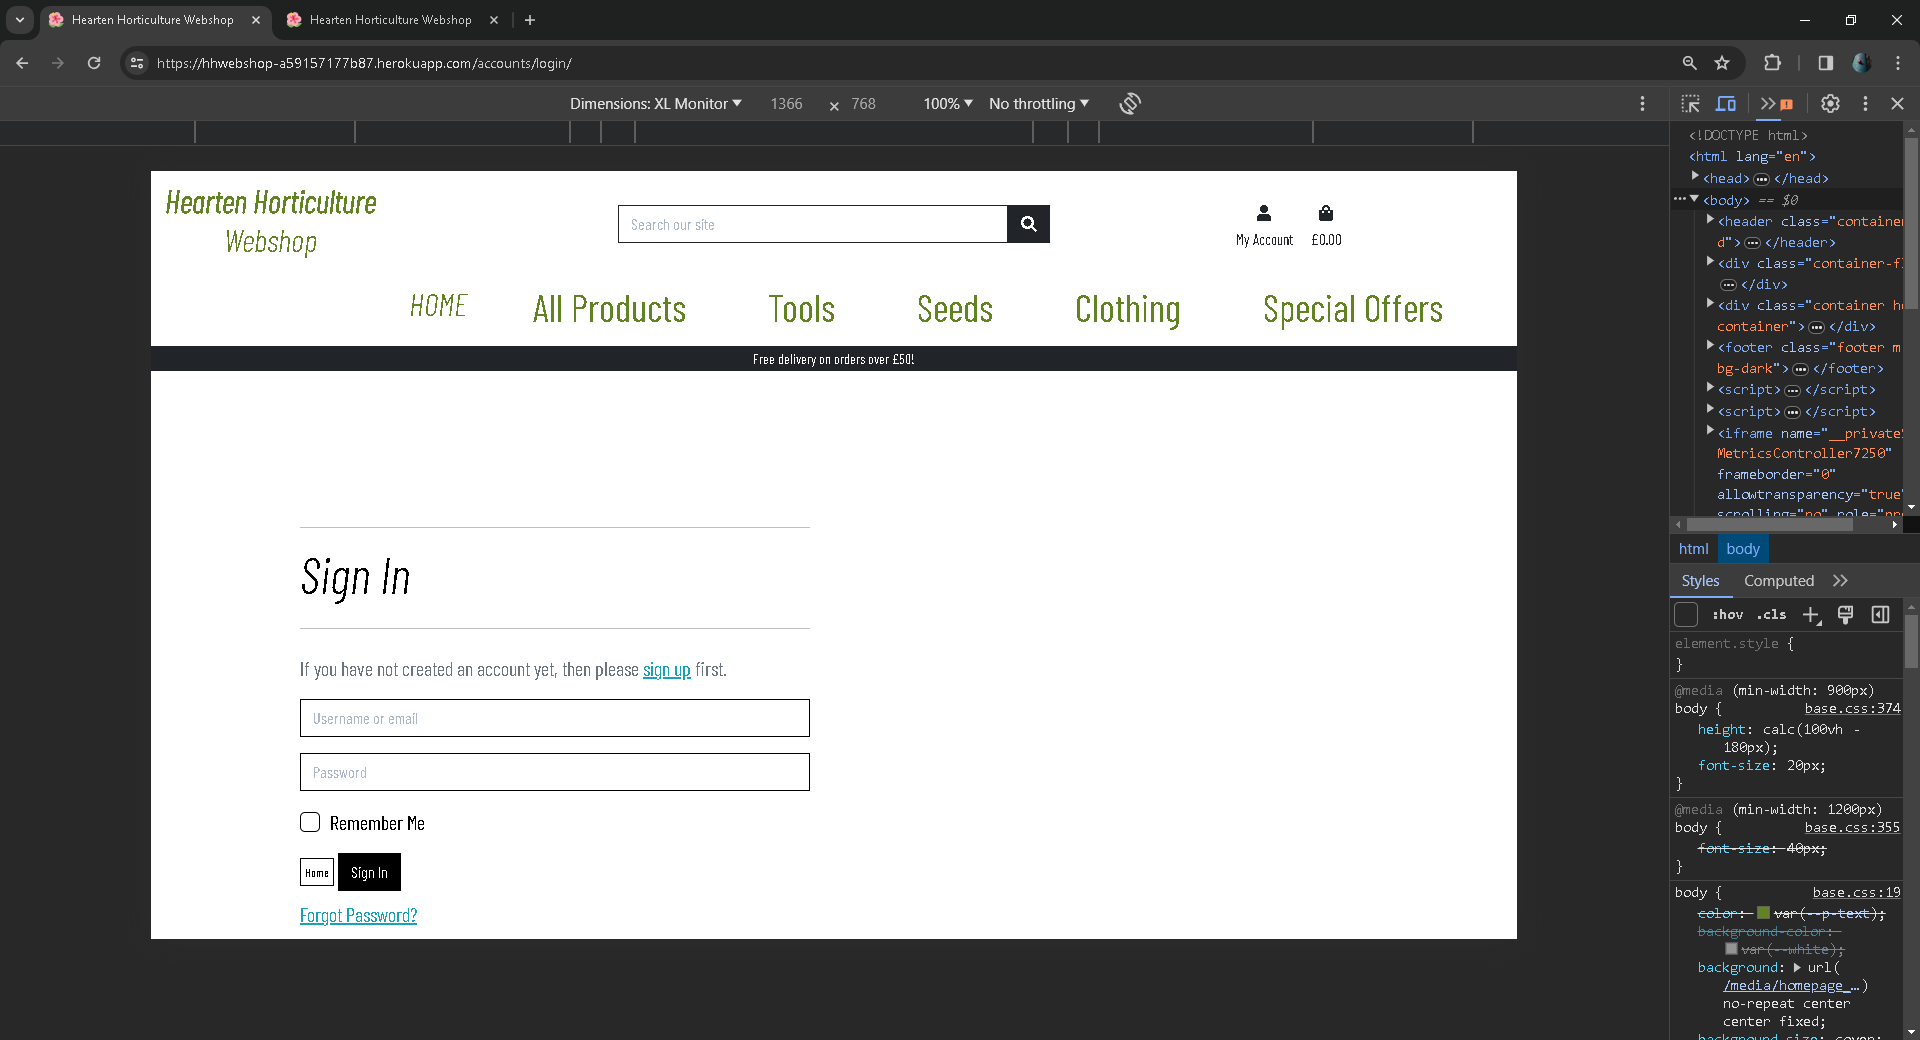 Hearten Horticulture Webshop
Hearten Horticulture Webshop
https://hhwebshop-a59157177b87.herokuapp.com/accounts/login/
Dimensions: XL Monitor
1366
×
768
100%
No throttling
Hearten Horticulture
Webshop
Search our site
My Account
£0.00
HOME
All Products
Tools
Seeds
Clothing
Special Offers
Free delivery on orders over £50!
Sign In
If you have not created an account yet, then please sign up first.
Username or email
Password
Remember Me
Home
Sign In
Forgot Password?
<!DOCTYPE html>
<html lang="en">
<head> ••• </head>
••• <body> == $0
<header class="container
d"> ••• </header>
<div class="container-fl
••• </div>
<div class="container he
container"> ••• </div>
<footer class="footer m
bg-dark"> ••• </footer>
<script> ••• </script>
<script> ••• </script>
<iframe name="__privateS
MetricsController7250"
frameborder="0"
allowtransparency="true"
scrolling="no" role="pre
html
body
Styles
Computed
:hov
.cls
element.style {
}
@media (min-width: 900px)
body {
base.css:374
height: calc(100vh -
180px);
font-size: 20px;
}
@media (min-width: 1200px)
body {
base.css:355
font-size: 40px;
}
body {
base.css:19
color: var(--p-text);
background-color:
var(--white);
background: url(
/media/homepage_…)
no-repeat center
center fixed;
background-size: cover;